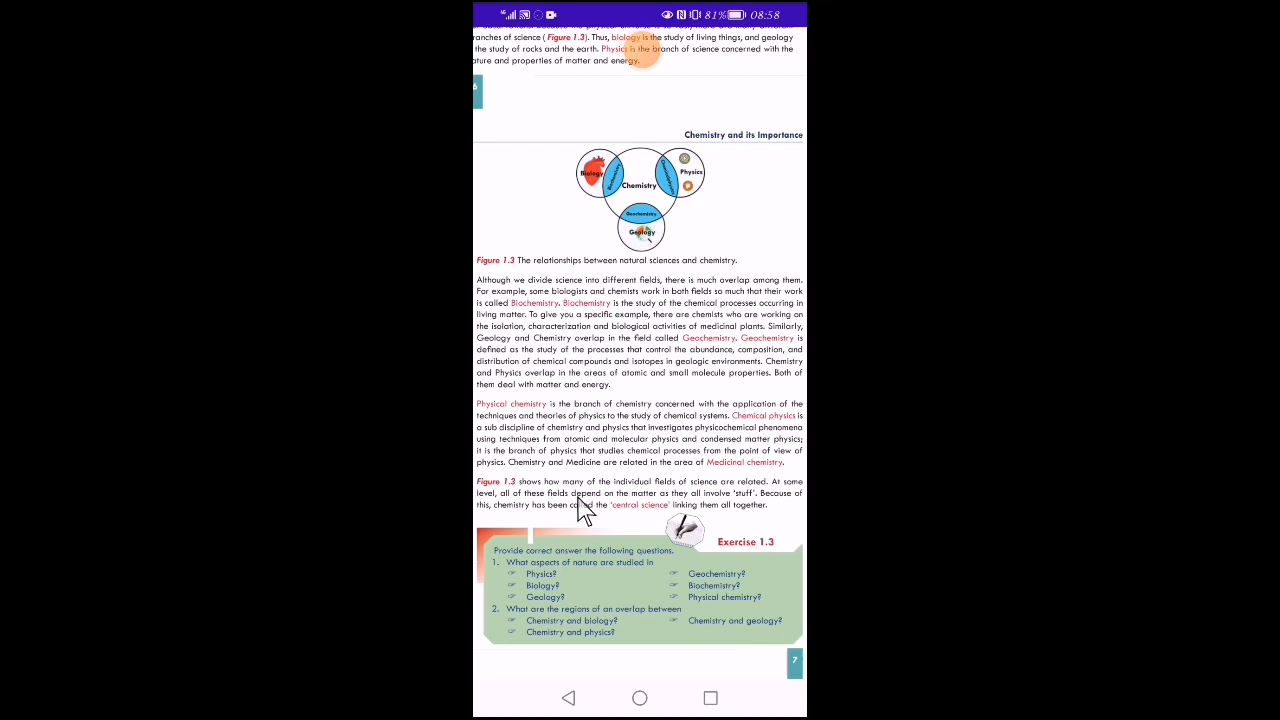 81% 08:58
ranches of science ( Figure 1.3). Thus, biology is the study of living things, and geology
the study of rocks and the earth. Physics is the branch of science concerned with the
ature and properties of matter and energy.
6
Chemistry and its Importance
Biology
Biochemistry
Chemistry
Physics
Geochemistry
Geology
Figure 1.3 The relationships between natural sciences and chemistry.
Although we divide science into different fields, there is much overlap among them.
For example, some biologists and chemists work in both fields so much that their work
is called Biochemistry. Biochemistry is the study of the chemical processes occurring in
living matter. To give you a specific example, there are chemists who are working on
the isolation, characterization and biological activities of medicinal plants. Similarly,
Geology and Chemistry overlap in the field called Geochemistry. Geochemistry is
defined as the study of the processes that control the abundance, composition, and
distribution of chemical compounds and isotopes in geologic environments. Chemistry
and Physics overlap in the areas of atomic and small molecule properties. Both of
them deal with matter and energy.
Physical chemistry is the branch of chemistry concerned with the application of the
techniques and theories of physics to the study of chemical systems. Chemical physics is
a sub discipline of chemistry and physics that investigates physicochemical phenomena
using techniques from atomic and molecular physics and condensed matter physics;
it is the branch of physics that studies chemical processes from the point of view of
physics. Chemistry and Medicine are related in the area of Medicinal chemistry.
Figure 1.3 shows how many of the individual fields of science are related. At some
level, all of these fields depend on the matter as they all involve ‘stuff’. Because of
this, chemistry has been called the ‘central science’ linking them all together.
Exercise 1.3
Provide correct answer the following questions.
1. What aspects of nature are studied in
Physics? Geochemistry?
Biology? Biochemistry?
Geology? Physical chemistry?
2. What are the regions of an overlap between
Chemistry and biology? Chemistry and geology?
Chemistry and physics?
7